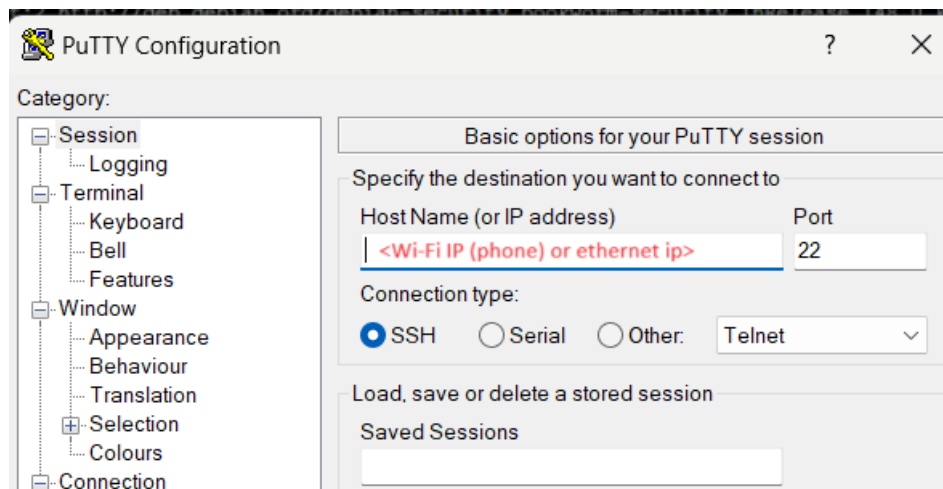 PuTTY Configuration
? ×
Category:
Session
Logging
Terminal
Keyboard
Bell
Features
Window
Appearance
Behaviour
Translation
Selection
Colours
Connection
Basic options for your PuTTY session
Specify the destination you want to connect to
Host Name (or IP address) Port
<Wi-Fi IP (phone) or ethernet ip> 22
Connection type:
SSH Serial Other: Telnet
Load, save or delete a stored session
Saved Sessions